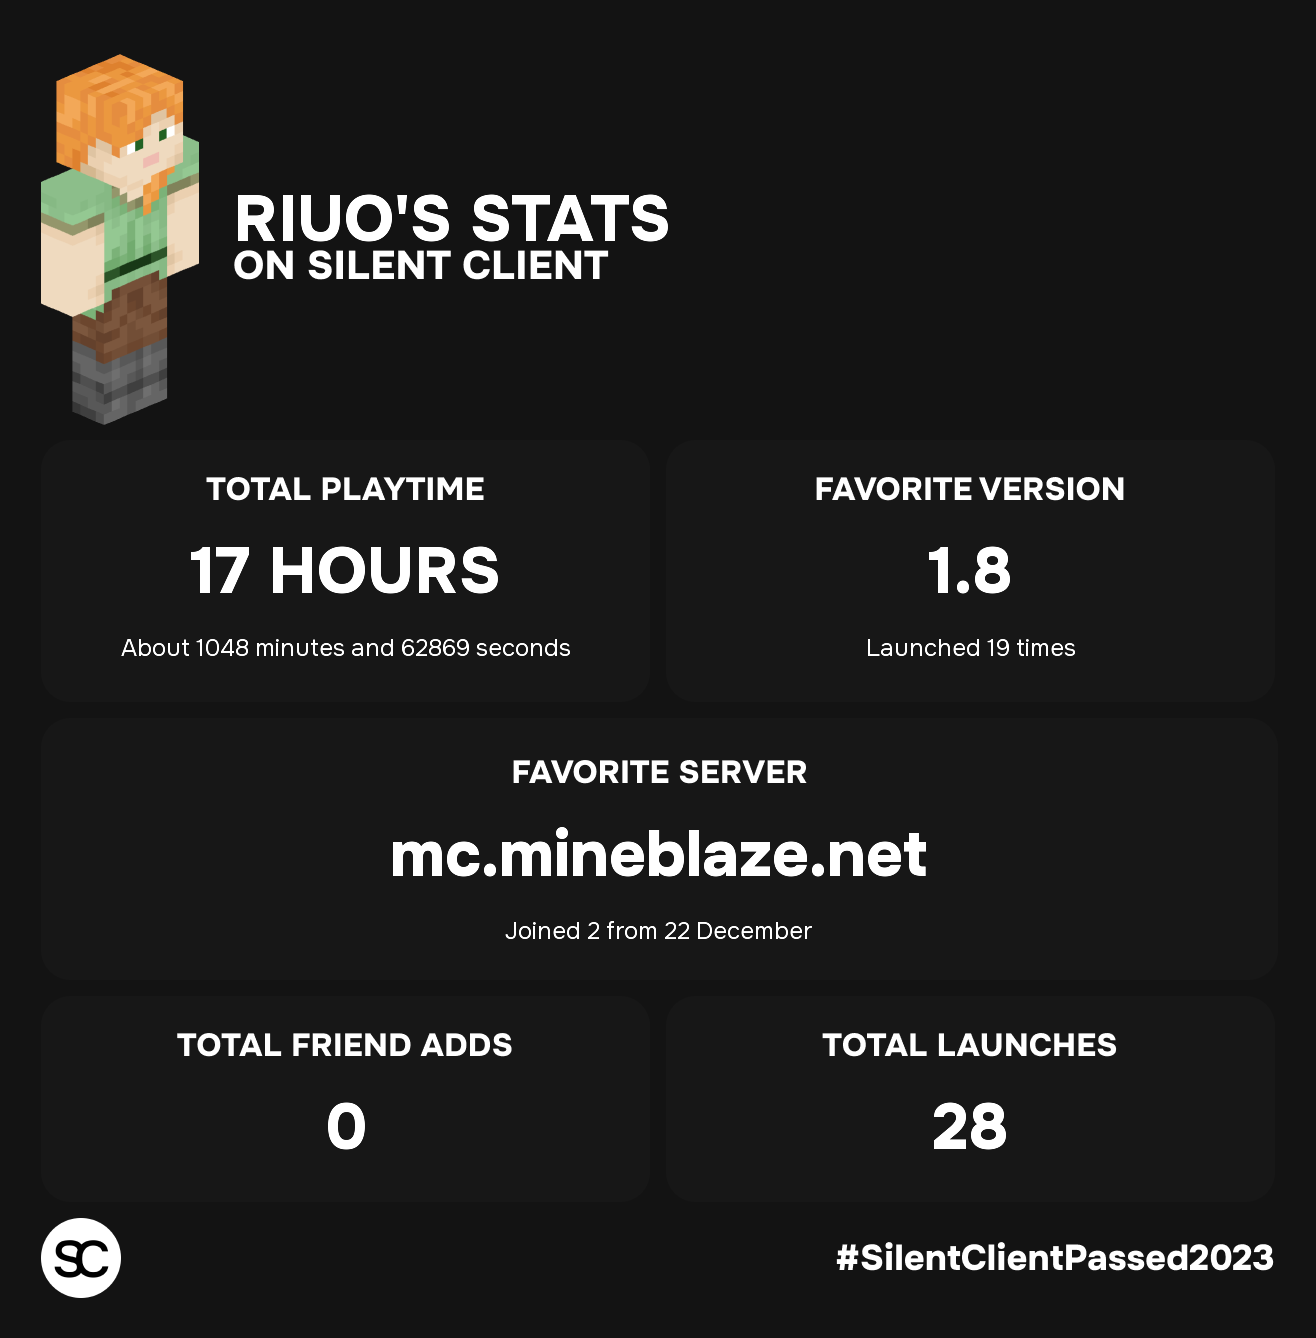 RIUO'S STATS
ON SILENT CLIENT
TOTAL PLAYTIME
17 HOURS
About 1048 minutes and 62869 seconds
FAVORITE VERSION
1.8
Launched 19 times
FAVORITE SERVER
mc.mineblaze.net
Joined 2 from 22 December
TOTAL FRIEND ADDS
0
TOTAL LAUNCHES
28
SC
#SilentClientPassed2023